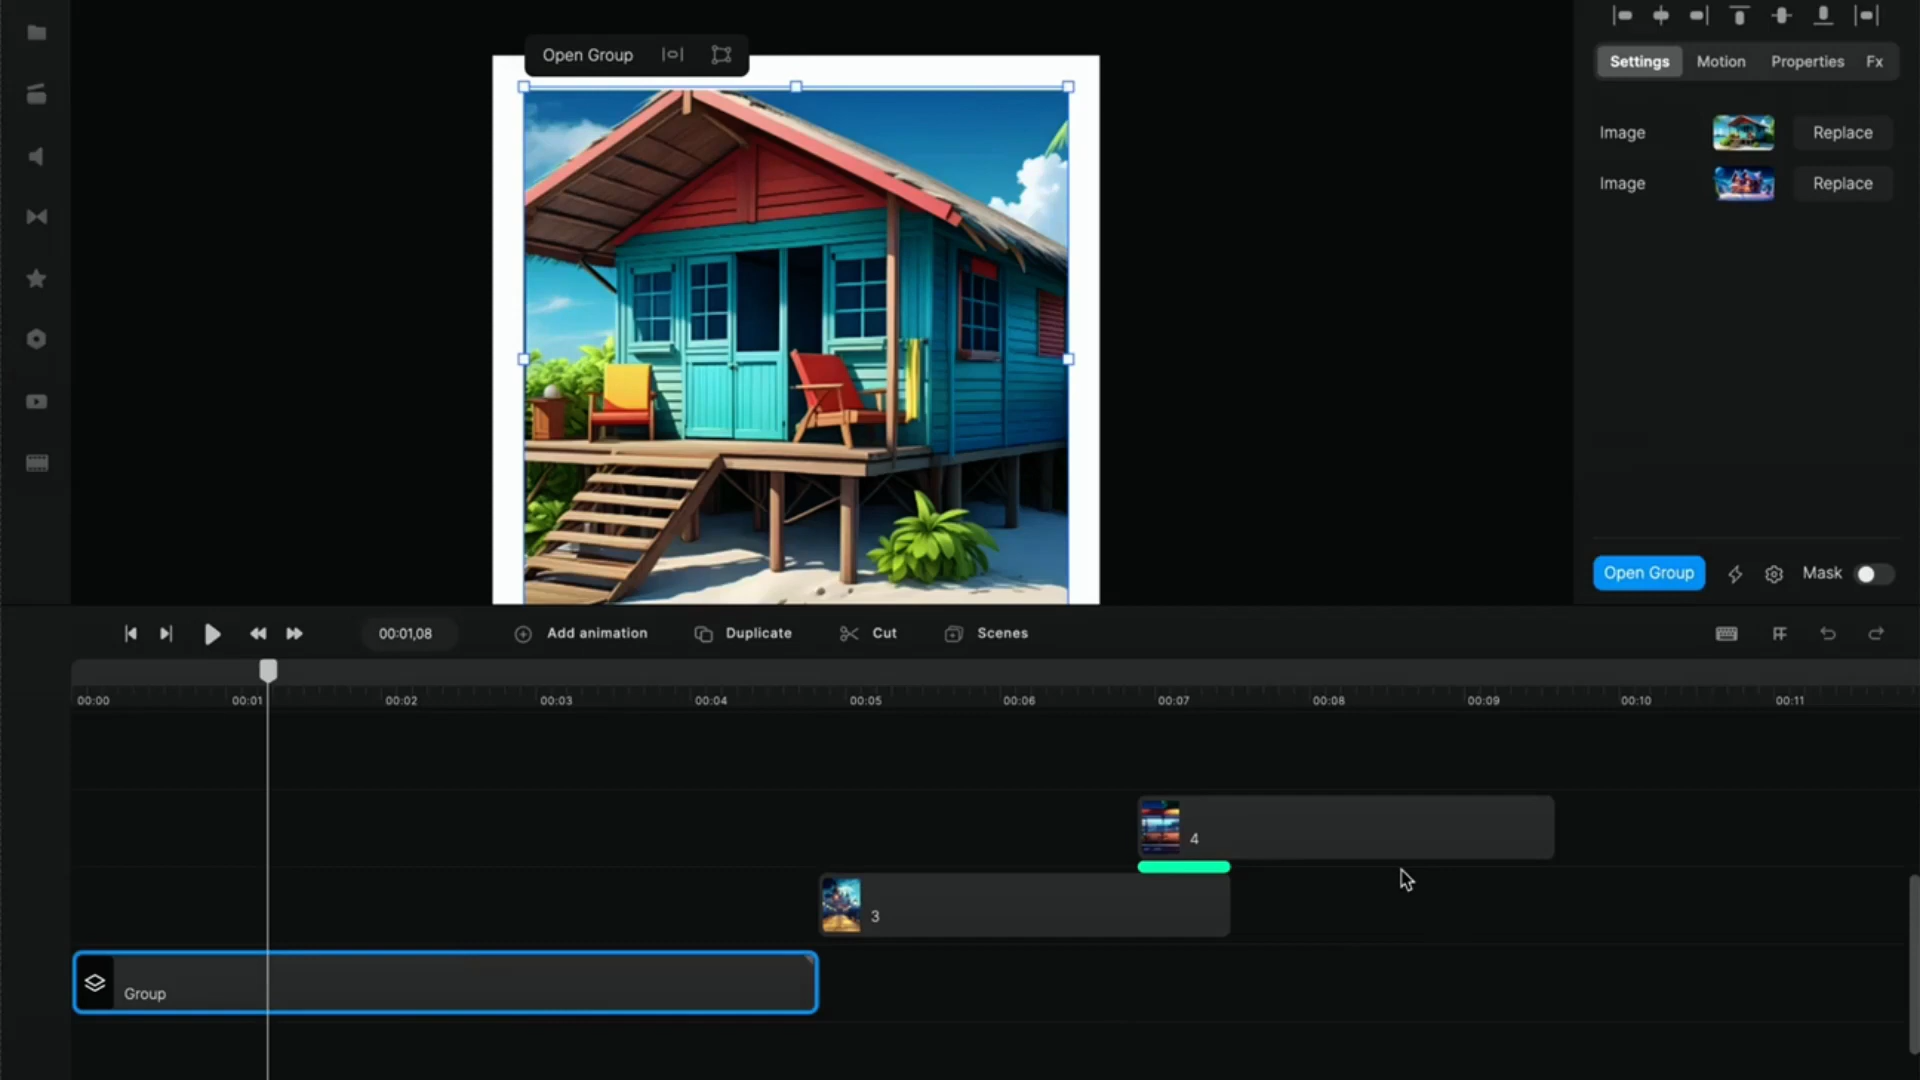 Open Group
Settings Motion Properties Fx
Image Replace
Image Replace
Open Group Mask
00:01,08 Add animation Duplicate Cut Scenes
00:00 00:01 00:02 00:03 00:04 00:05 00:06 00:07 00:08 00:09 00:10 00:11
4
3
Group